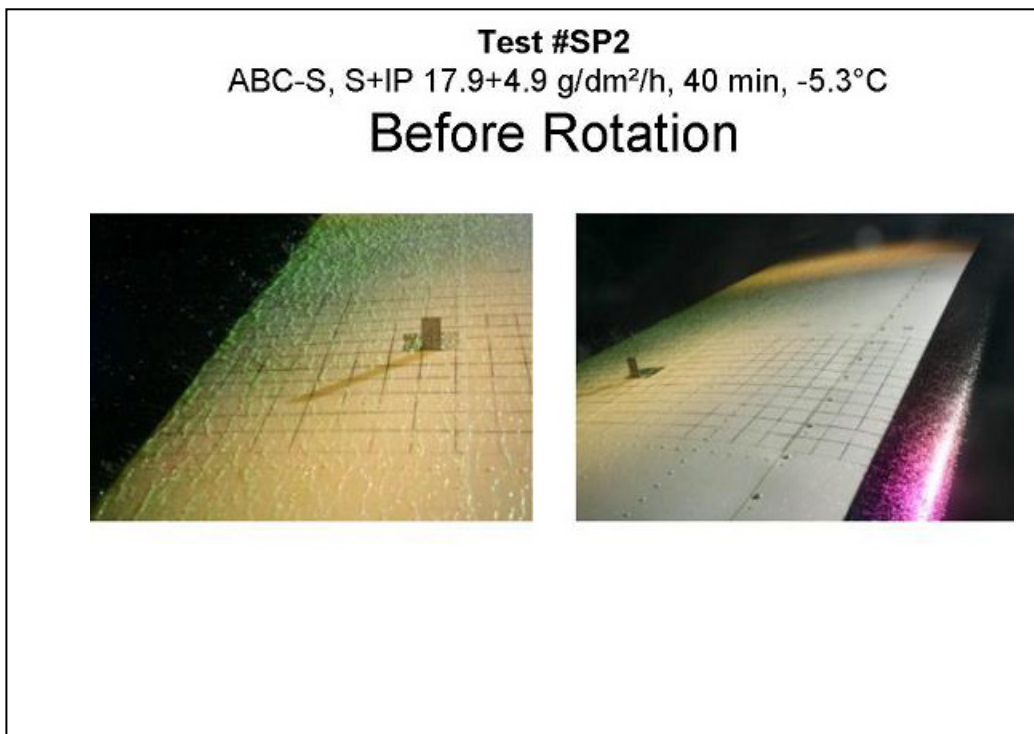 Test #SP2
ABC-S, S+IP 17.9+4.9 g/dm²/h, 40 min, -5.3°C
Before Rotation